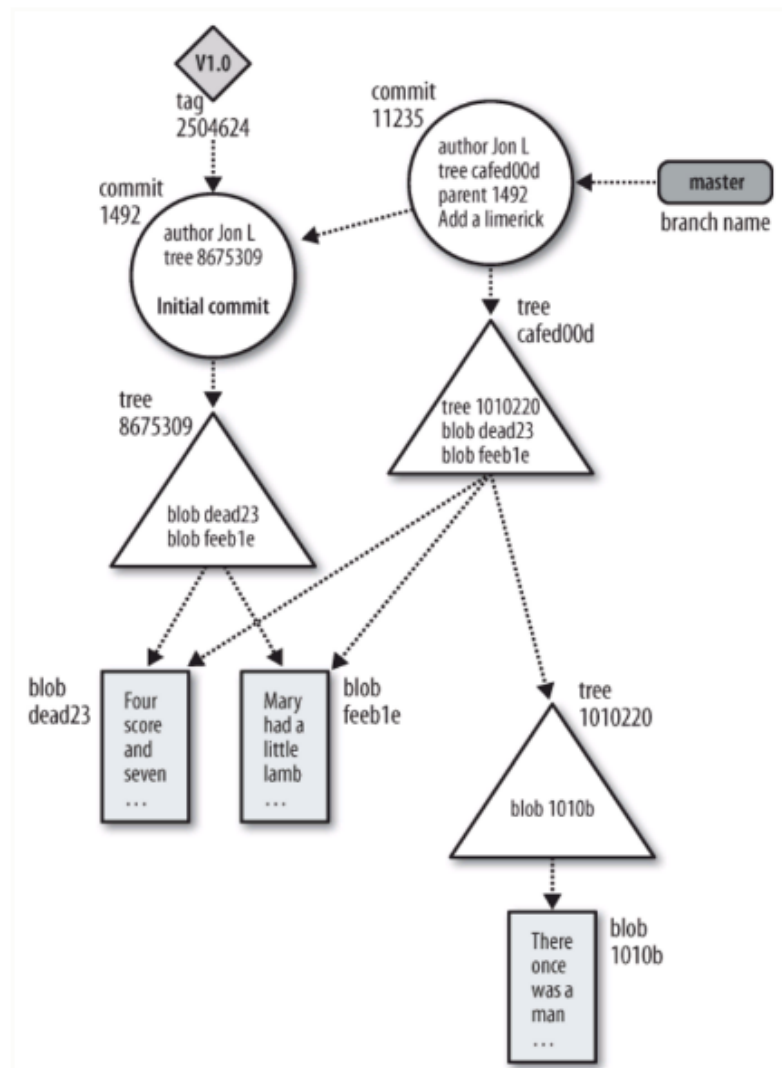 V1.0
tag
2504624
commit
1492
author Jon L
tree 8675309
Initial commit
commit
11235
author Jon L
tree cafed00d
parent 1492
Add a limerick
master
branch name
tree
8675309
blob dead23
blob feeb1e
tree
cafed00d
tree 1010220
blob dead23
blob feeb1e
blob
dead23
Four
score
and
seven
...
Mary
had a
little
lamb
...
blob
feeb1e
tree
1010220
blob 1010b
There
once
was a
man
...
blob
1010b